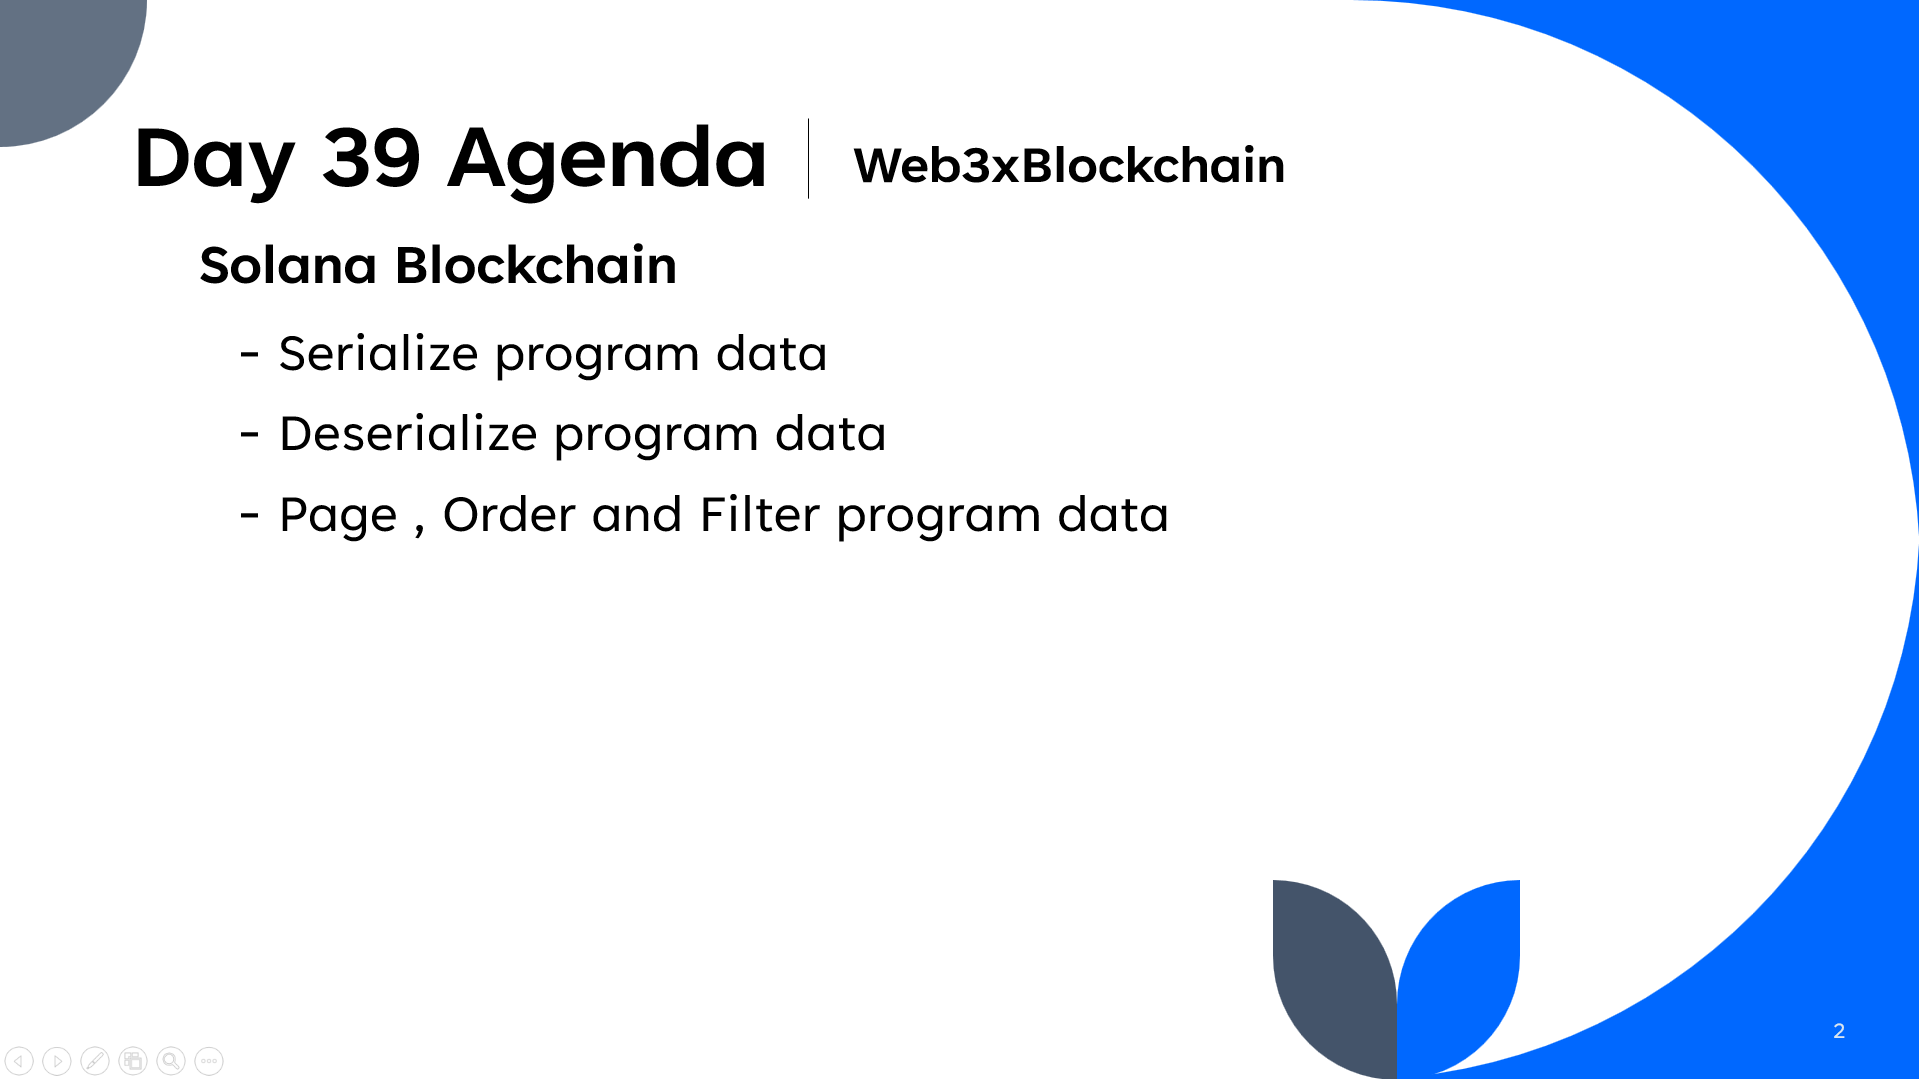 Day 39 Agenda
Web3xBlockchain
Solana Blockchain
- Serialize program data
- Deserialize program data
- Page , Order and Filter program data
2